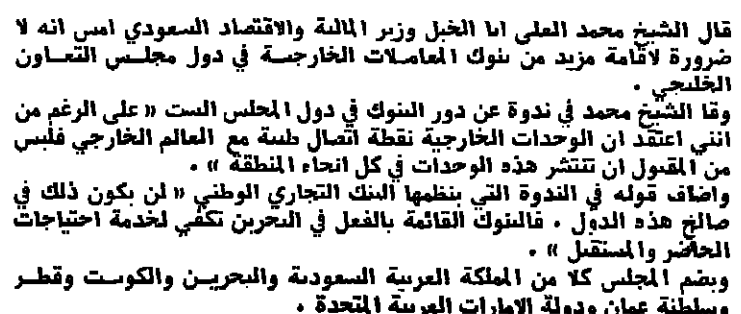 قال الشيخ محمد العلي ابا الخيل وزير المالية والاقتصاد السعودي امس انه لا
ضرورة لاقامة مزيد من بنوك المعاملات الخارجية في دول مجلس التعاون
الخليجي .
وقا الشيخ محمد في ندوة عن دور البنوك في دول المجلس الست « على الرغم من
انني اعتقد ان الوحدات الخارجية نقطة اتصال طيبة مع العالم الخارجي فليس
من المقبول ان تنتشر هذه الوحدات في كل انحاء المنطقة » .
واضاف قوله في الندوة التي ينظمها البنك التجاري الوطني « لن يكون ذلك في
صالح هذه الدول . فالبنوك القائمة بالفعل في البحرين تكفي لخدمة احتياجات
الحاضر والمستقبل » .
ويضم المجلس كلا من المملكة العربية السعودية والبحرين والكويت وقطر
وسلطنة عمان ودولة الامارات العربية المتحدة .